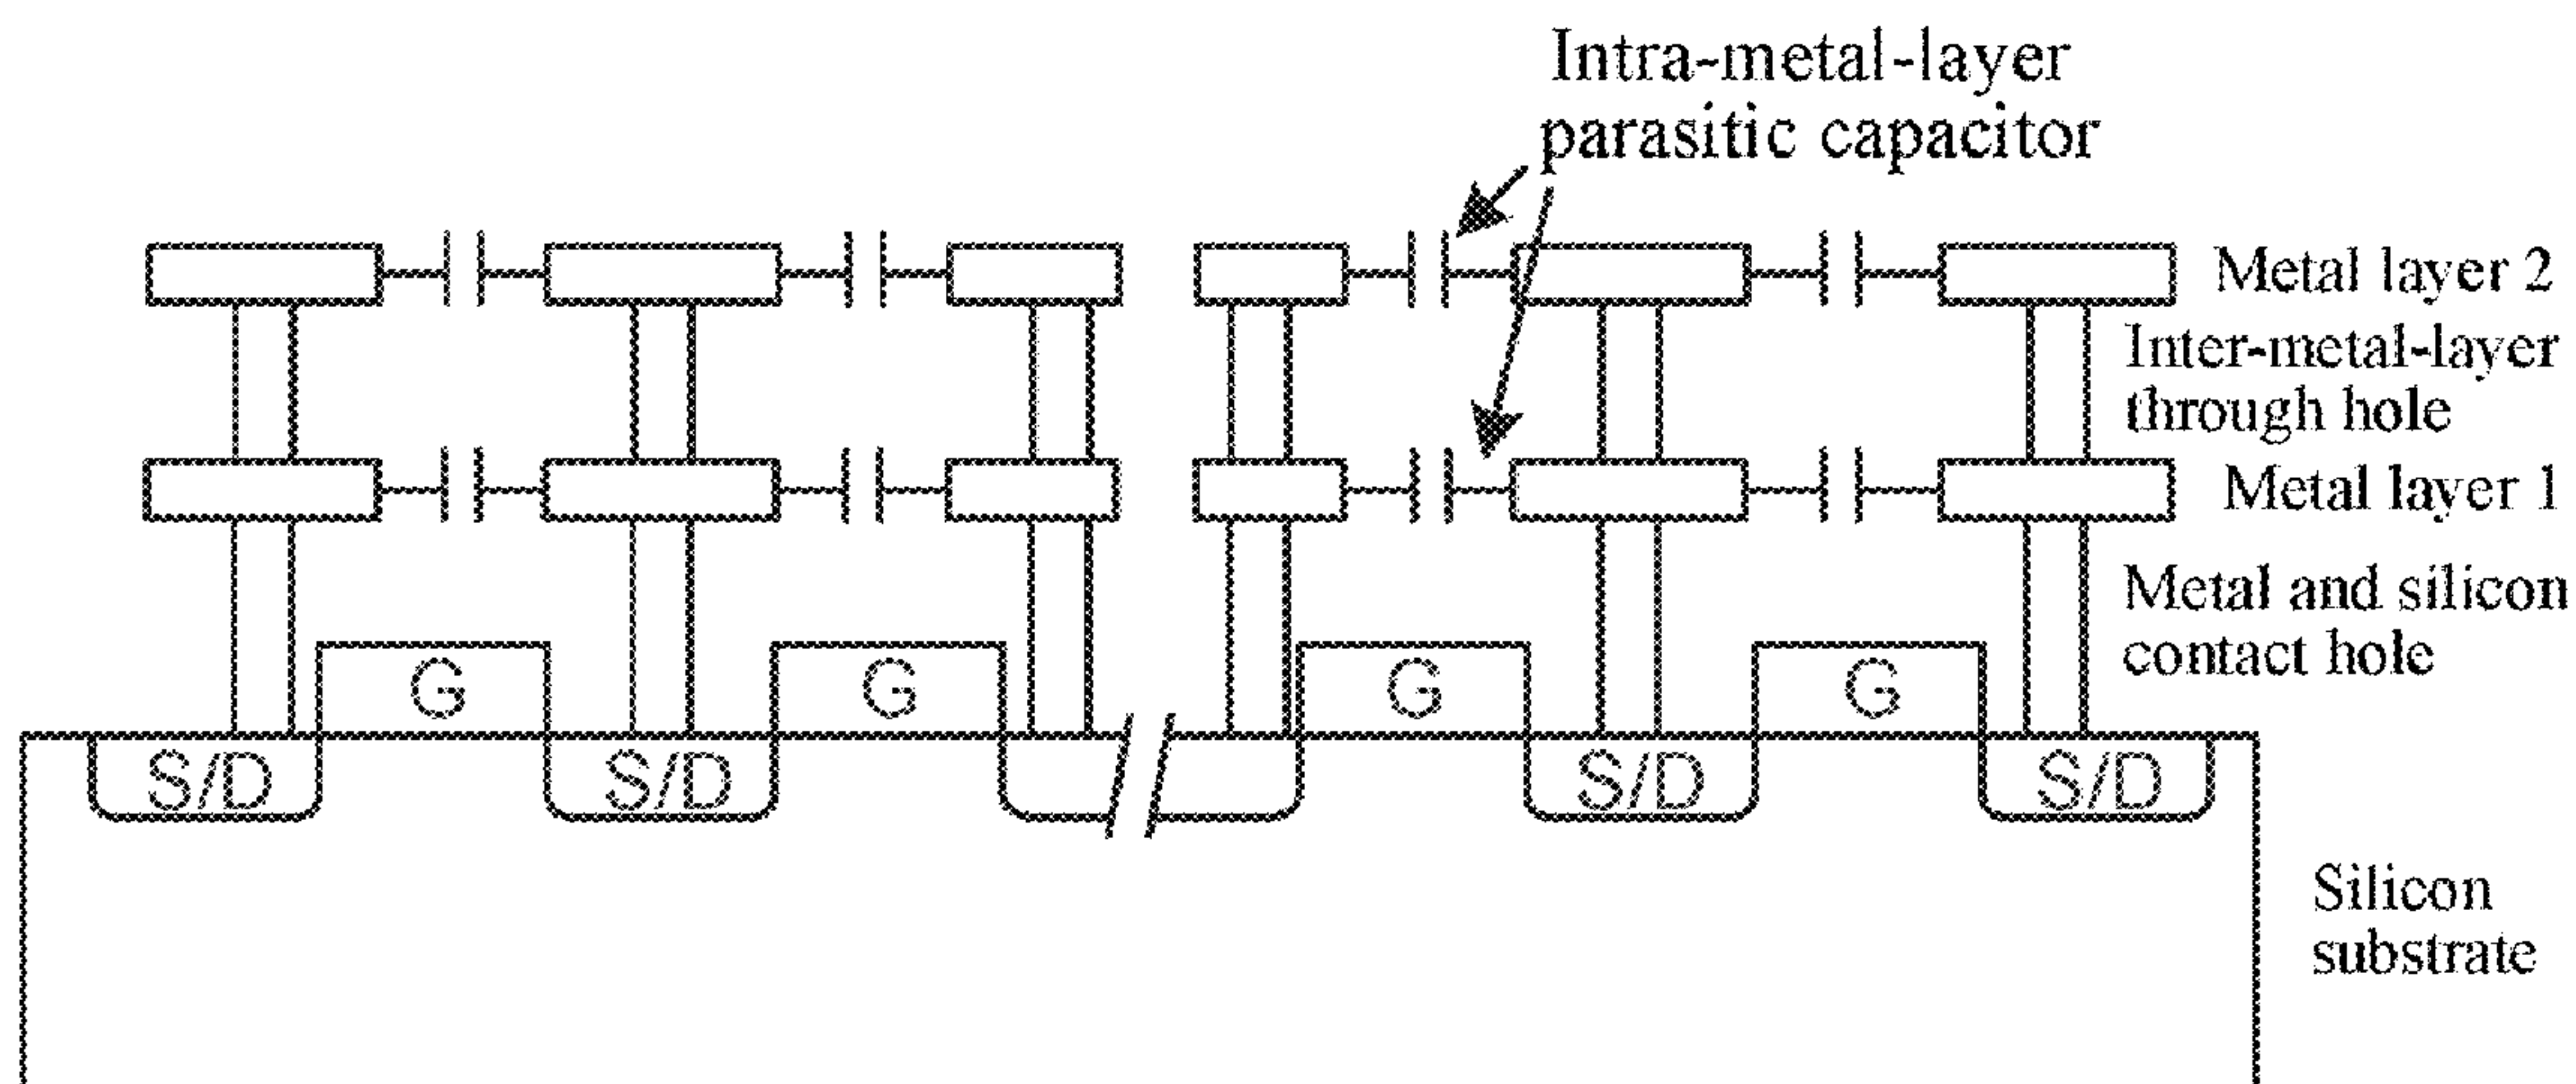 Intra-metal-layer
parasitic capacitor
Metal layer 2
Inter-metal-layer
through hole
Metal layer 1
Metal and silicon
contact hole
G G G G
S/D S/D S/D S/D
Silicon
substrate